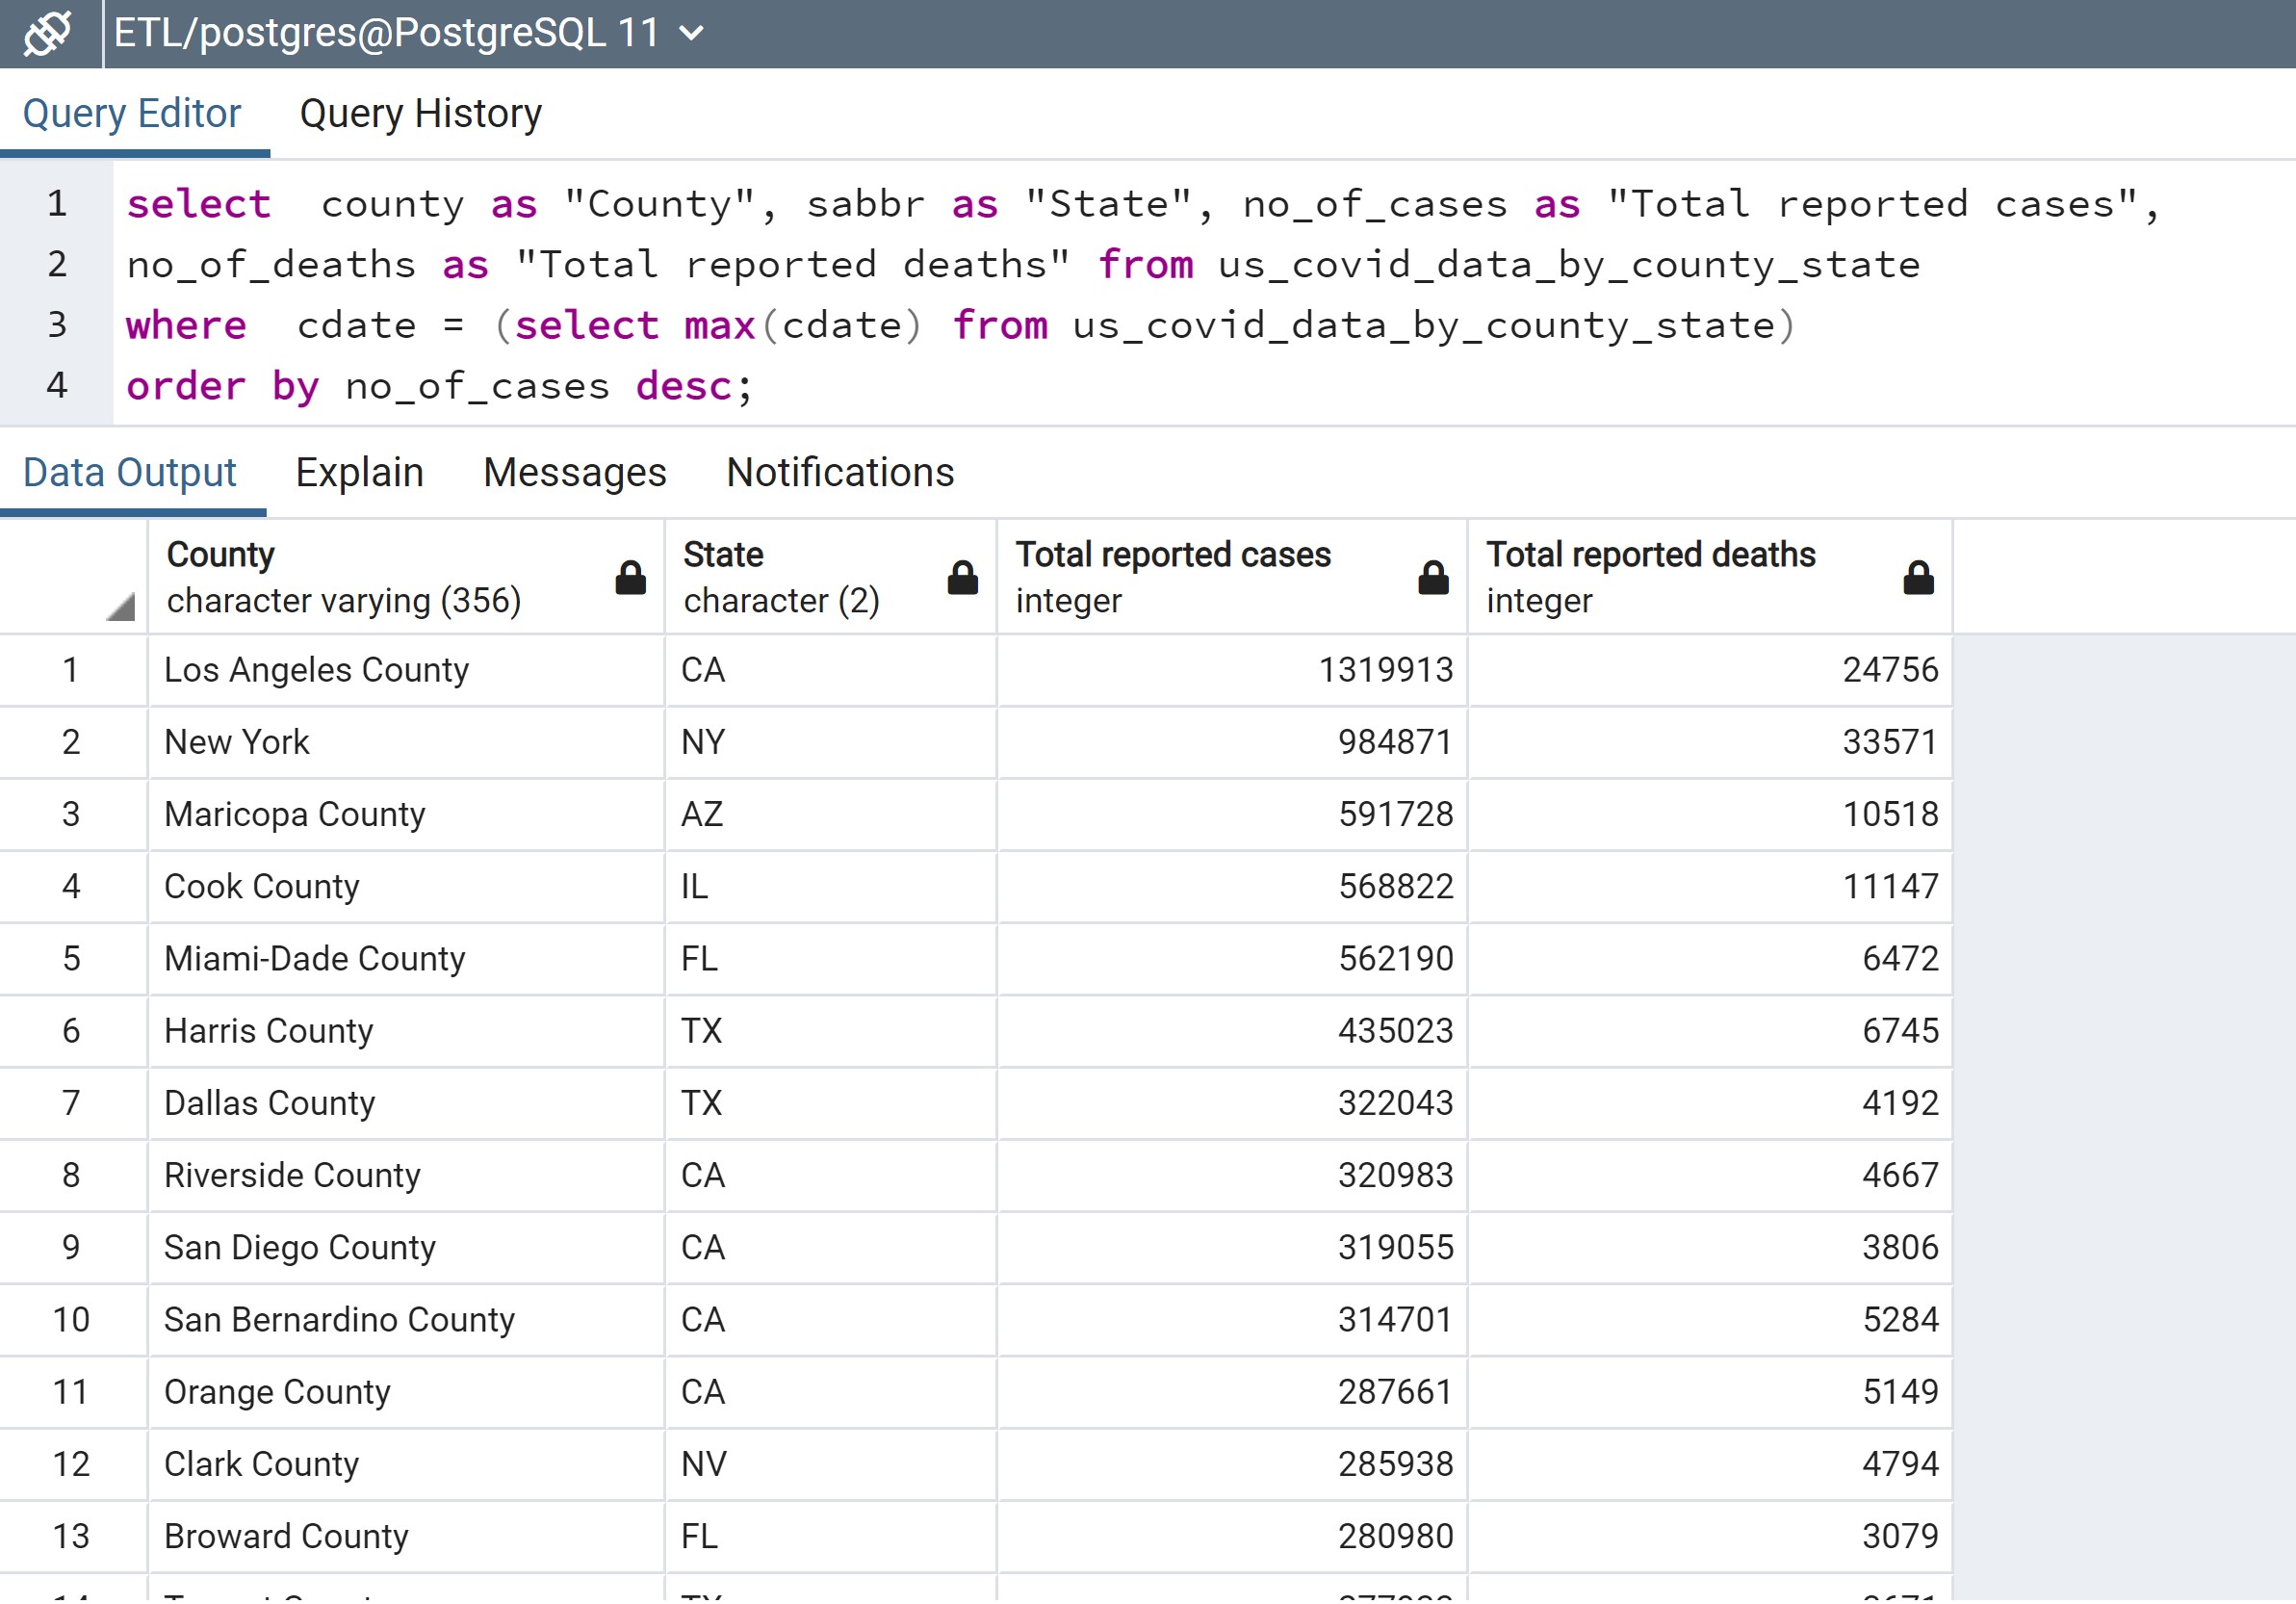 ETL/postgres@PostgreSQL 11
Query Editor Query History
1 select  county as "County", sabbr as "State", no_of_cases as "Total reported cases",
2 no_of_deaths as "Total reported deaths" from us_covid_data_by_county_state
3 where  cdate = (select max(cdate) from us_covid_data_by_county_state)
4 order by no_of_cases desc;
Data Output Explain Messages Notifications
County State Total reported cases Total reported deaths
character varying (356) character (2) integer integer
1 Los Angeles County CA 1319913 24756
2 New York NY 984871 33571
3 Maricopa County AZ 591728 10518
4 Cook County IL 568822 11147
5 Miami-Dade County FL 562190 6472
6 Harris County TX 435023 6745
7 Dallas County TX 322043 4192
8 Riverside County CA 320983 4667
9 San Diego County CA 319055 3806
10 San Bernardino County CA 314701 5284
11 Orange County CA 287661 5149
12 Clark County NV 285938 4794
13 Broward County FL 280980 3079